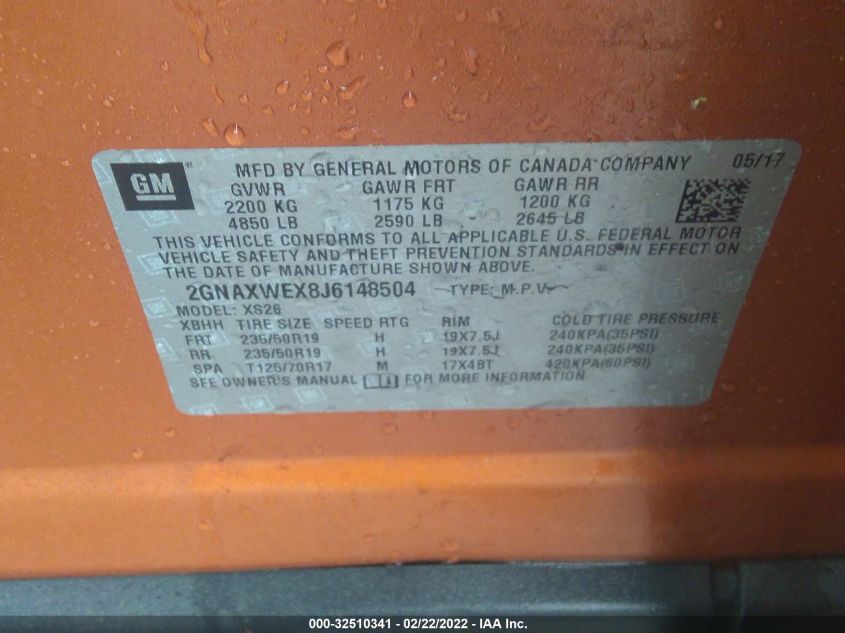 GM
MFD BY GENERAL MOTORS OF CANADA COMPANY 05/17
GVWR GAWR FRT GAWR RR
2200 KG 1175 KG 1200 KG
4850 LB 2590 LB 2645 LB
THIS VEHICLE CONFORMS TO ALL APPLICABLE U.S. FEDERAL MOTOR
VEHICLE SAFETY AND THEFT PREVENTION STANDARDS IN EFFECT ON
THE DATE OF MANUFACTURE SHOWN ABOVE.
2GNAXWEX8J6148504 TYPE: M.P.V.
MODEL: XS26
XBHH TIRE SIZE SPEED RTG RIM COLD TIRE PRESSURE
FRT 235/50R19 H 19X7.5J 240KPA(35PSI)
RR 235/50R19 H 19X7.5J 240KPA(35PSI)
SPA T125/70R17 M 17X4BT 420KPA(60PSI)
SEE OWNER'S MANUAL FOR MORE INFORMATION.
000-32510341 - 02/22/2022 - IAA Inc.